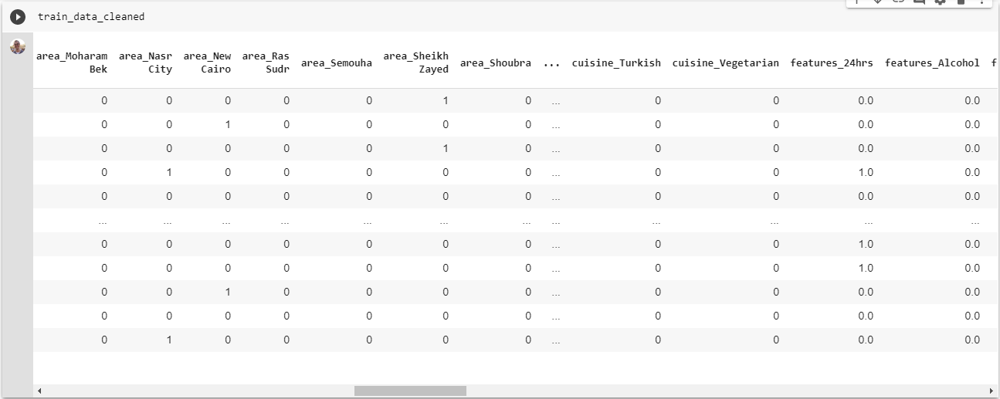 train_data_cleaned
area_Moharam Bek area_Nasr City area_New Cairo area_Ras Sudr area_Semouha area_Sheikh Zayed area_Shoubra ... cuisine_Turkish cuisine_Vegetarian features_24hrs features_Alcohol f
0 0 0 0 0 1 0 ... 0 0 0.0 0.0
0 0 1 0 0 0 0 ... 0 0 0.0 0.0
0 0 0 0 0 1 0 ... 0 0 0.0 0.0
0 1 0 0 0 0 0 ... 0 0 1.0 0.0
0 0 0 0 0 0 0 ... 0 0 0.0 0.0
... ... ... ... ... ... ... ... ... ... ... ...
0 0 0 0 0 0 0 ... 0 0 1.0 0.0
0 0 0 0 0 0 0 ... 0 0 1.0 0.0
0 0 1 0 0 0 0 ... 0 0 0.0 0.0
0 0 0 0 0 0 0 ... 0 0 0.0 0.0
0 1 0 0 0 0 0 ... 0 0 0.0 0.0